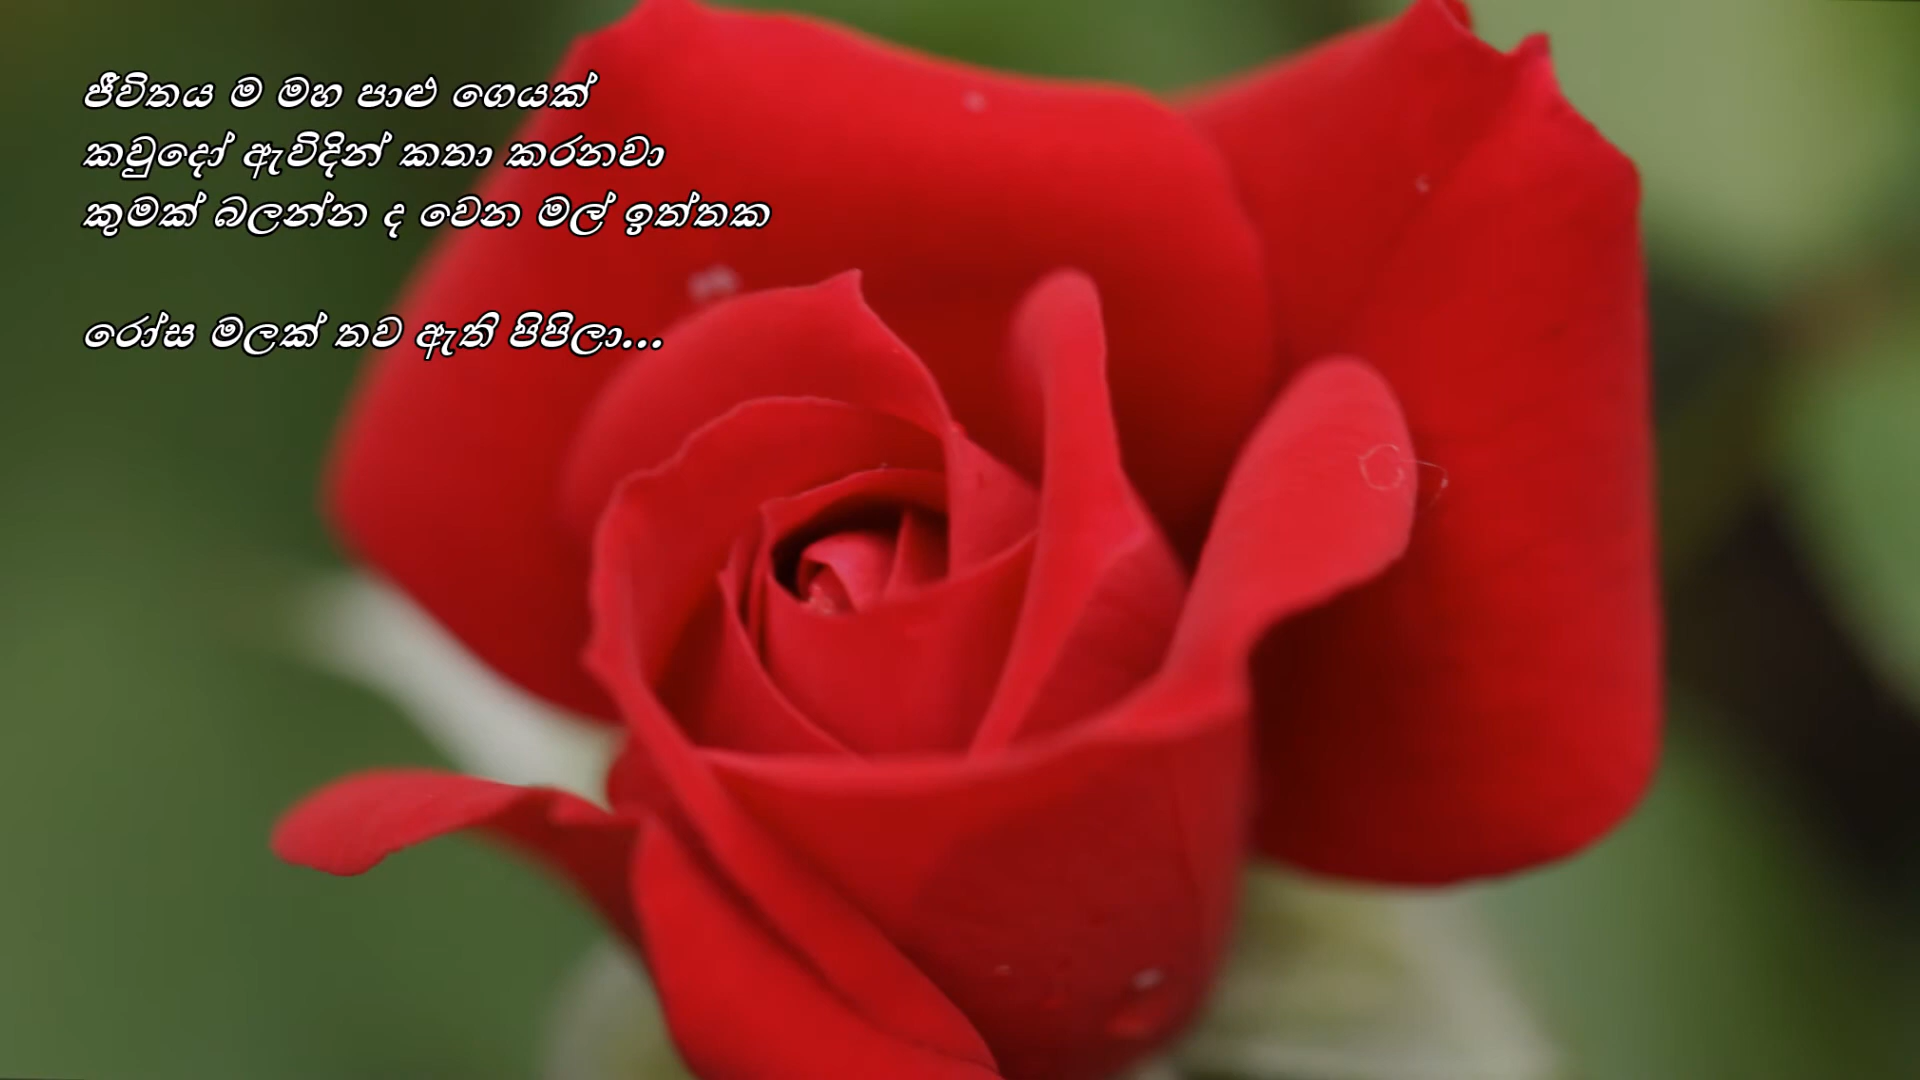 ජීවිතය ම මහ පාළු ගෙයක්
කවුදෝ ඇවිදින් කතා කරනවා
කුමක් බලන්න ද වෙන මල් ඉත්තක
රෝස මලක් තව ඇති පිපිලා...